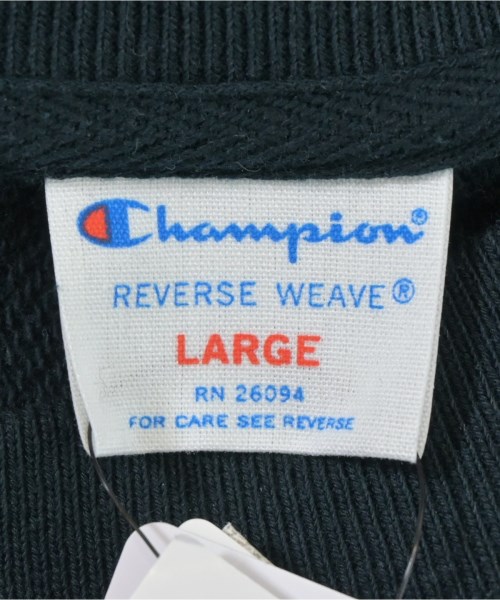 Champion®
REVERSE WEAVE®
LARGE
RN 26094
FOR CARE SEE REVERSE